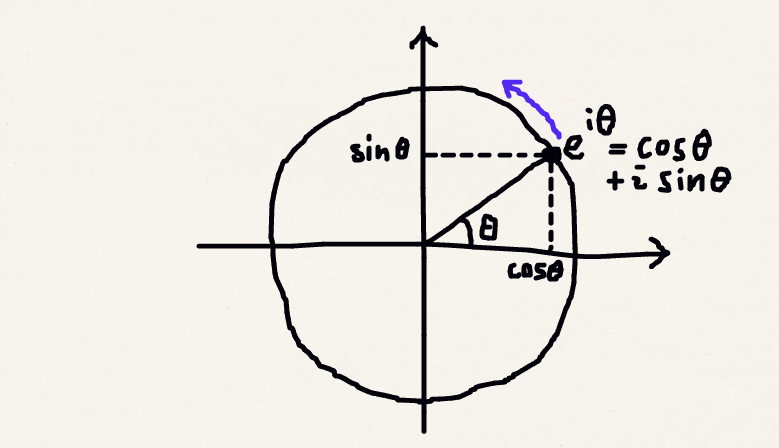 iθ
sinθ
e = cosθ
+ i sinθ
θ
cosθ